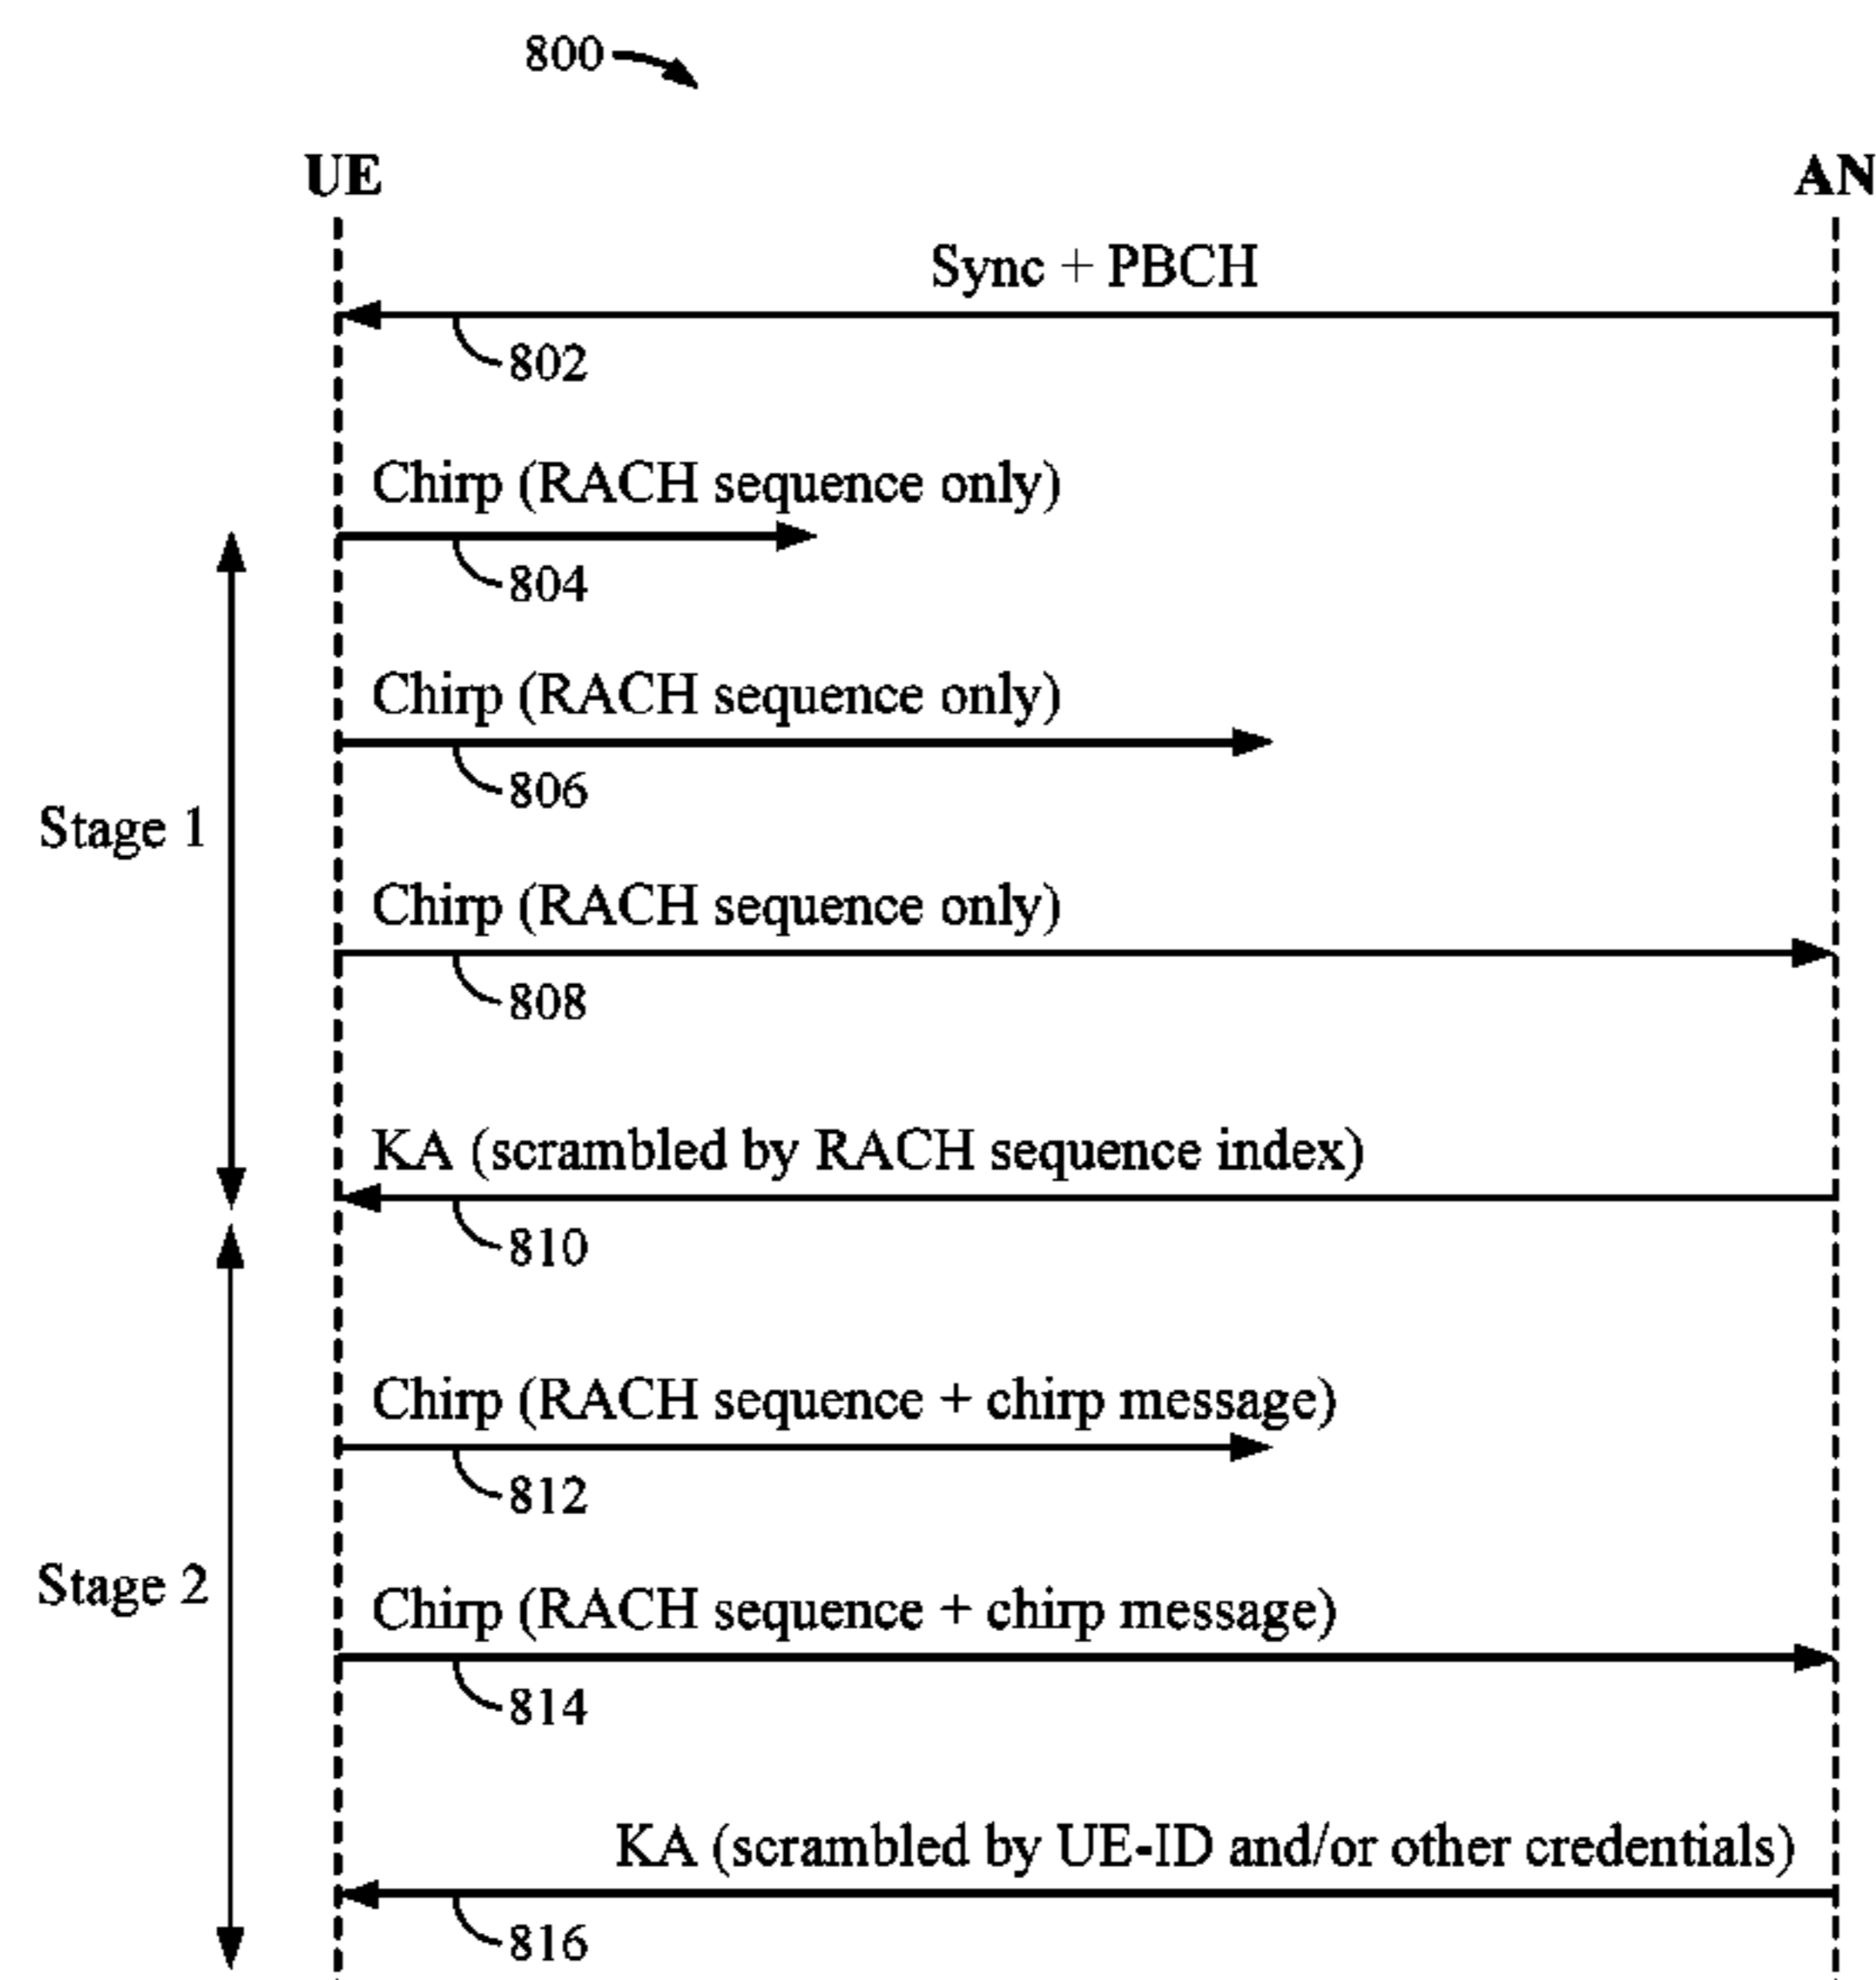 800
UE
AN
Sync + PBCH
802
Chirp (RACH sequence only)
804
Chirp (RACH sequence only)
806
Stage 1
Chirp (RACH sequence only)
808
KA (scrambled by RACH sequence index)
810
Chirp (RACH sequence + chirp message)
812
Stage 2
Chirp (RACH sequence + chirp message)
814
KA (scrambled by UE-ID and/or other credentials)
816